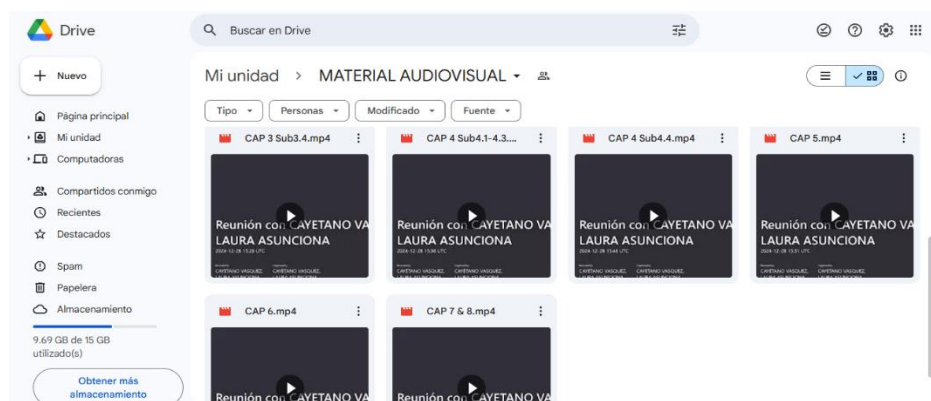 Drive
Buscar en Drive
Nuevo
Mi unidad > MATERIAL AUDIOVISUAL
Tipo
Personas
Modificado
Fuente
Página principal
Mi unidad
Computadoras
Compartidos conmigo
Recientes
Destacados
Spam
Papelera
Almacenamiento
9.69 GB de 15 GB
utilizado(s)
Obtener más
almacenamiento
CAP 3 Sub3.4.mp4
Reunión con CAYETANO VA
LAURA ASUNCIONA
CAP 4 Sub4.1-4.3....
Reunión con CAYETANO VA
LAURA ASUNCIONA
CAP 4 Sub4.4.mp4
Reunión con CAYETANO VA
LAURA ASUNCIONA
CAP 5.mp4
Reunión con CAYETANO VA
LAURA ASUNCIONA
CAP 6.mp4
Reunión con CAYETANO VA
CAP 7 & 8.mp4
Reunión con CAYETANO VA